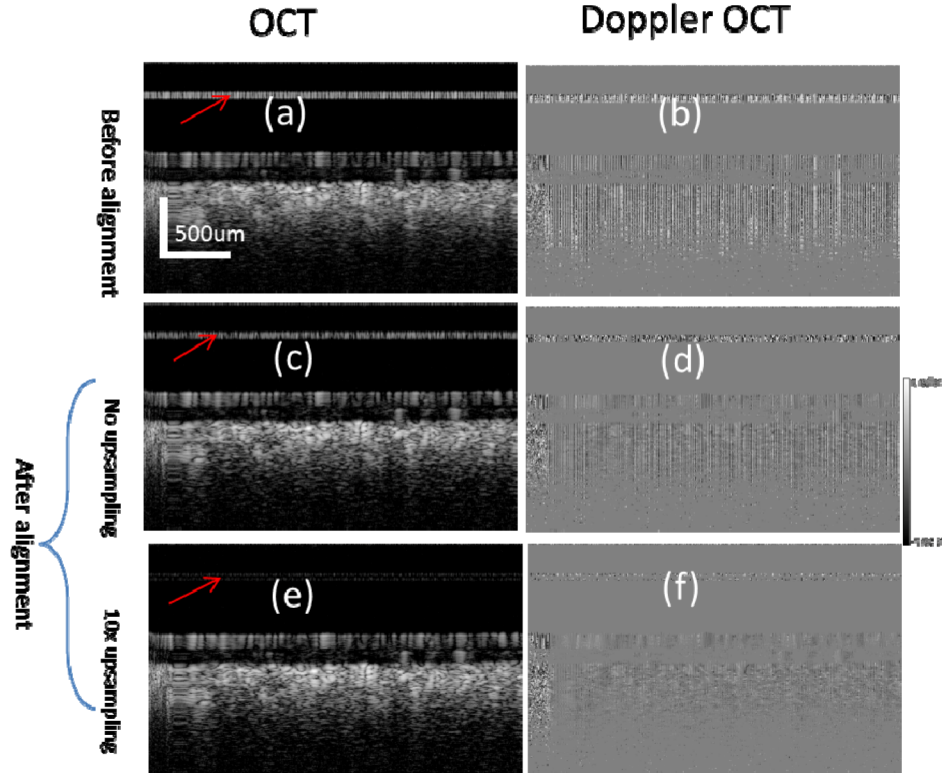 OCT
Doppler OCT
Before alignment
(a)
(b)
500um
After alignment
No upsampling
(c)
(d)
10x upsampling
(e)
(f)